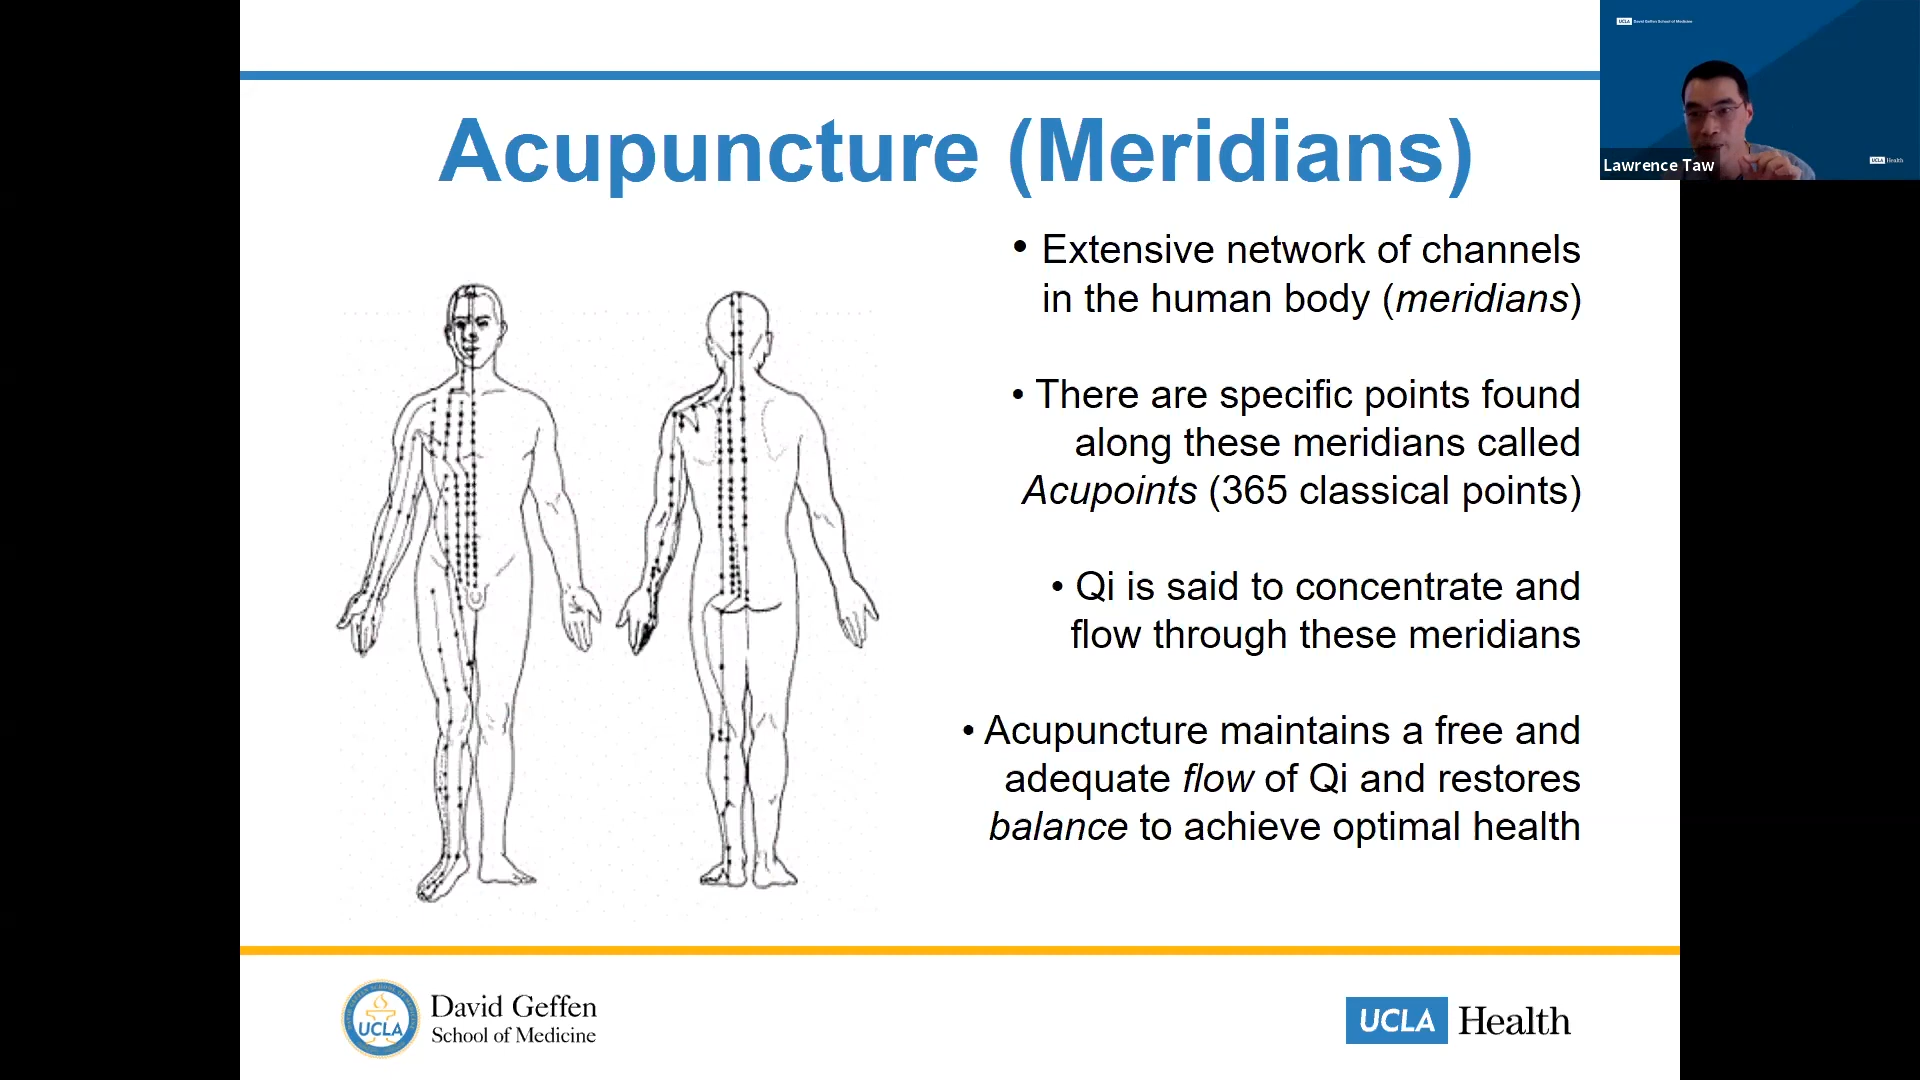 UCLA David Geffen School of Medicine
Lawrence Taw
UCLA Health
Acupuncture (Meridians)
• Extensive network of channels
in the human body (meridians)
• There are specific points found
along these meridians called
Acupoints (365 classical points)
• Qi is said to concentrate and
flow through these meridians
• Acupuncture maintains a free and
adequate flow of Qi and restores
balance to achieve optimal health
UCLA
David Geffen
School of Medicine
UCLA Health